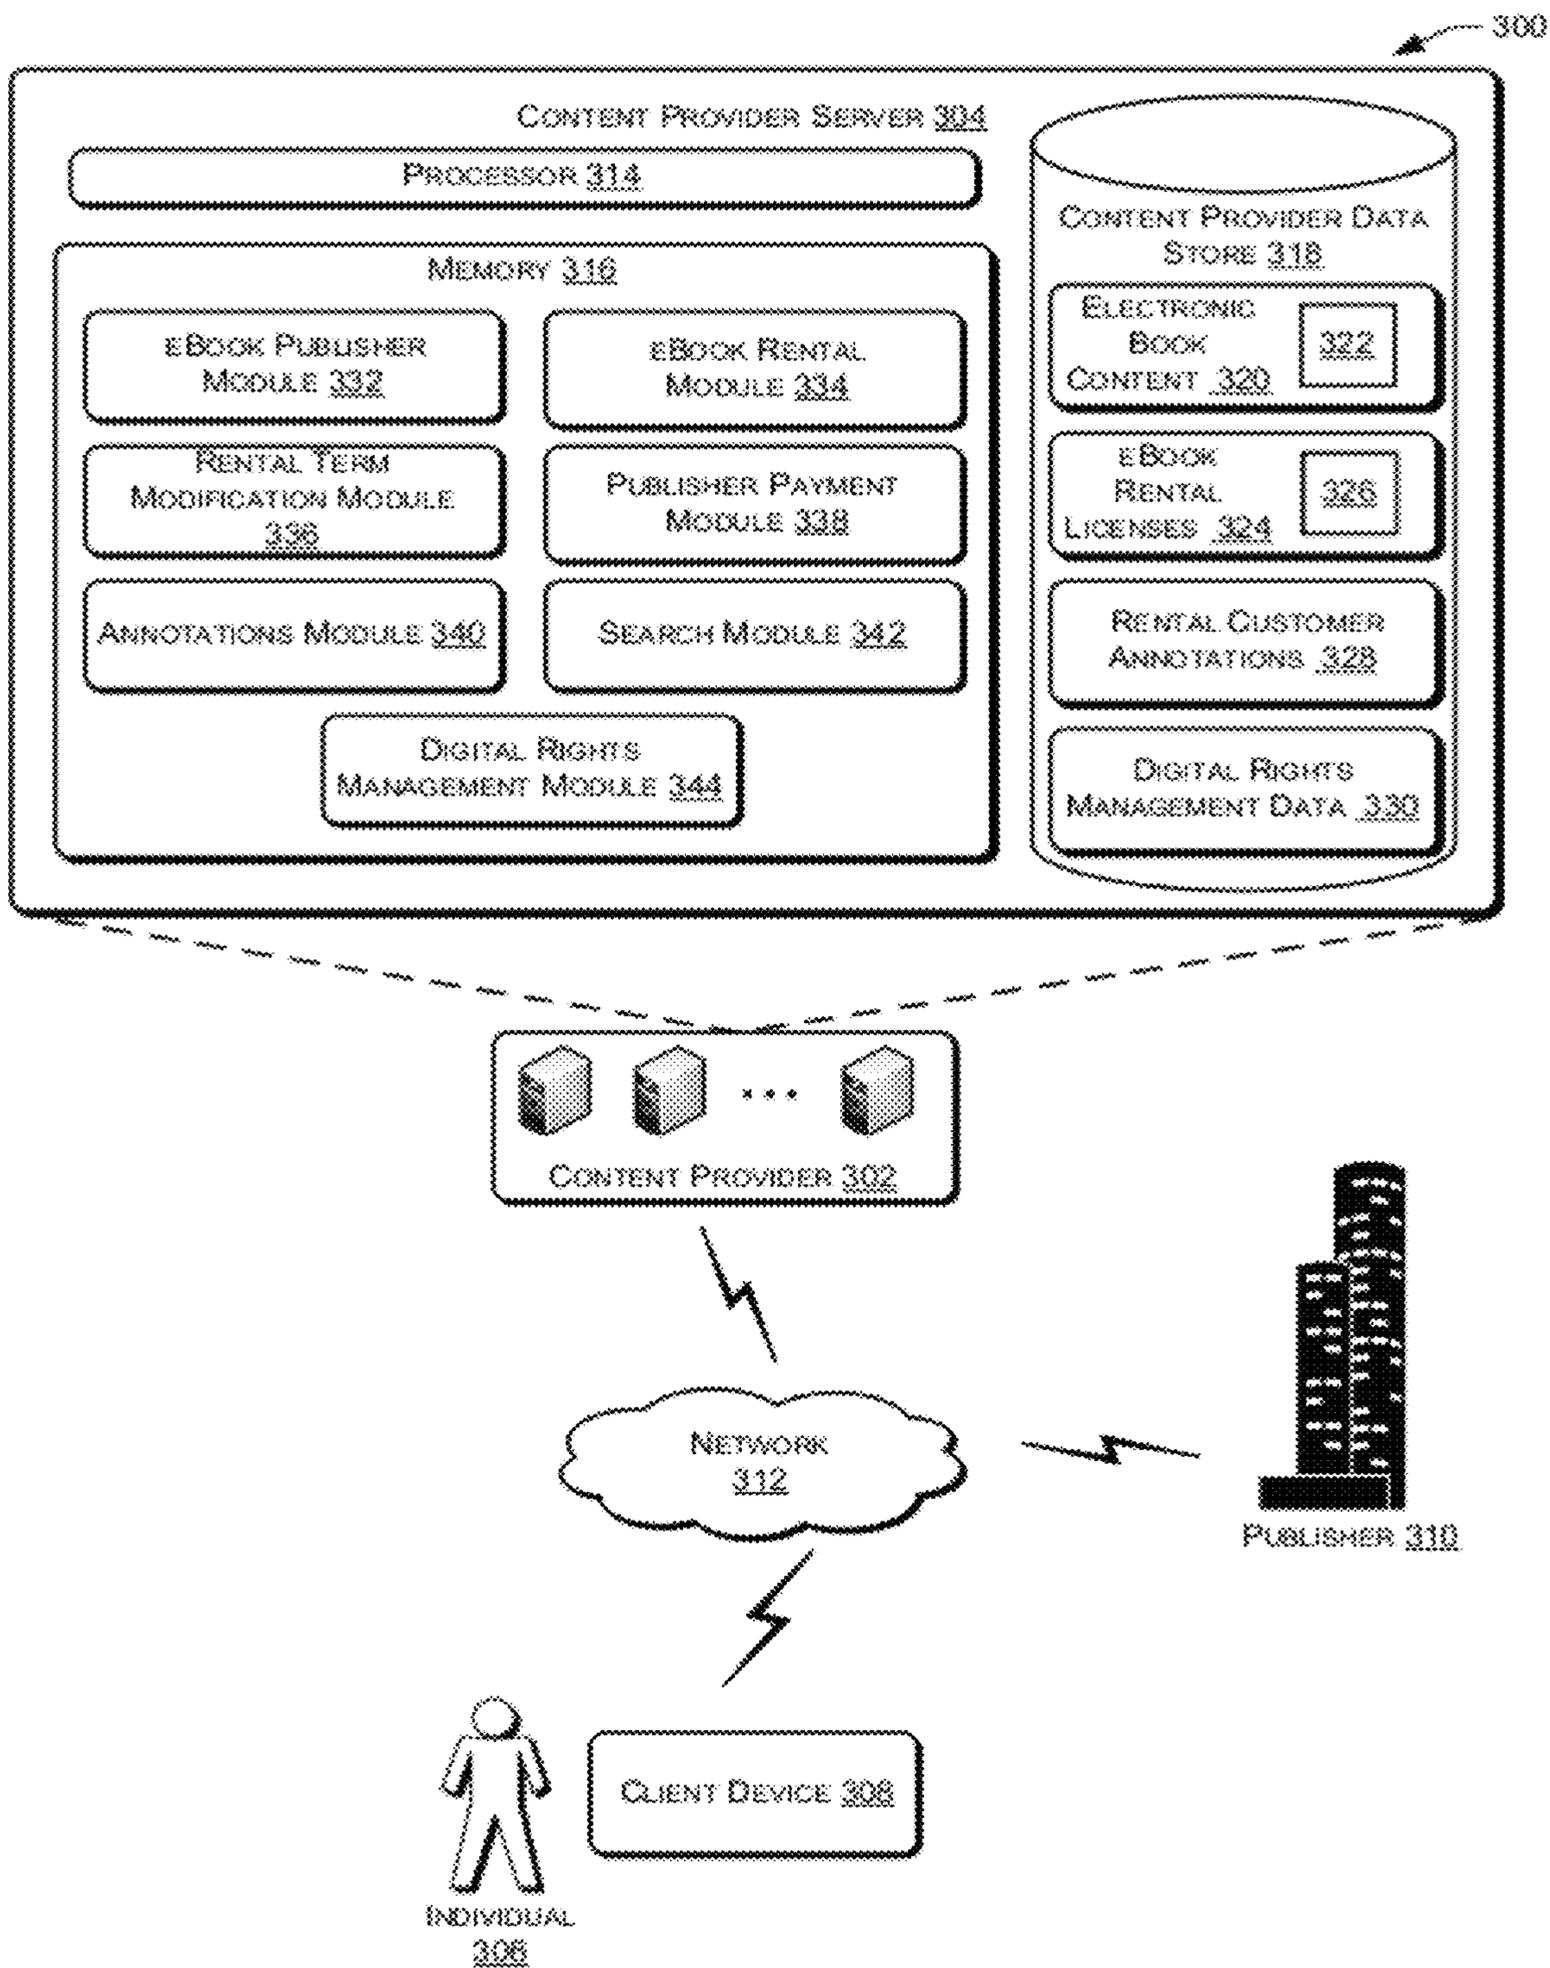 300
CONTENT PROVIDER SERVER 304
PROCESSOR 314
MEMORY 316
EBOOK PUBLISHER
MODULE 332
EBOOK RENTAL
MODULE 334
RENTAL TERM
MODIFICATION MODULE
336
PUBLISHER PAYMENT
MODULE 338
ANNOTATIONS MODULE 340
SEARCH MODULE 342
DIGITAL RIGHTS
MANAGEMENT MODULE 344
CONTENT PROVIDER DATA
STORE 318
ELECTRONIC
BOOK
CONTENT 320
322
EBOOK
RENTAL
LICENSES 324
326
RENTAL CUSTOMER
ANNOTATIONS 328
DIGITAL RIGHTS
MANAGEMENT DATA 330
...
CONTENT PROVIDER 302
NETWORK
312
PUBLISHER 310
CLIENT DEVICE 308
INDIVIDUAL
306